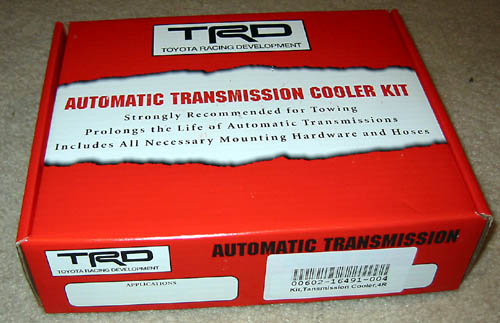 TRD
TOYOTA RACING DEVELOPMENT
AUTOMATIC TRANSMISSION COOLER KIT
Strongly Recommended for Towing
Prolongs the Life of Automatic Transmissions
Includes All Necessary Mounting Hardware and Hoses
TRD
TOYOTA RACING DEVELOPMENT
AUTOMATIC TRANSMISSION
APPLICATIONS
00602-16491-004
Kit,Tansmission Cooler,4R